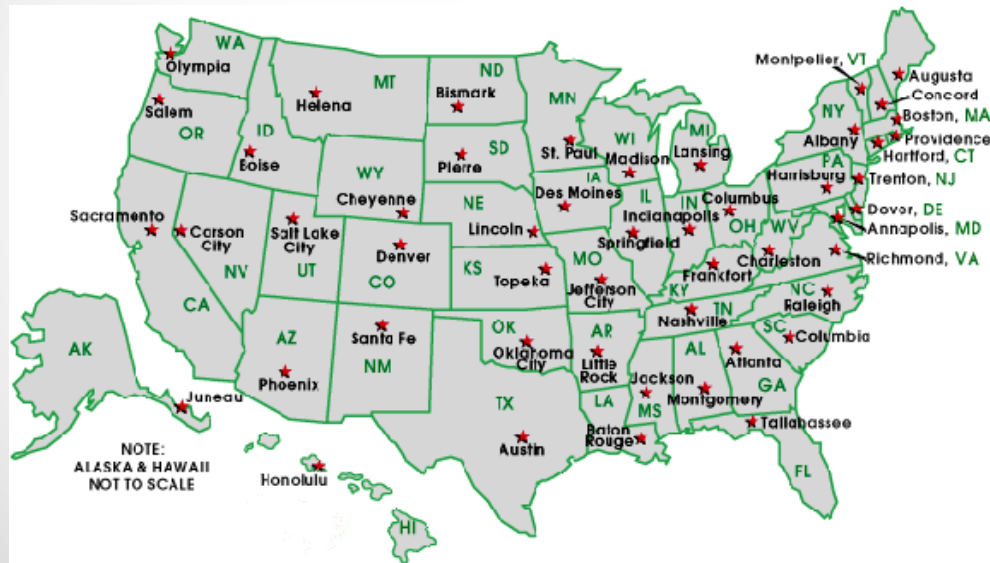 WA
Olympia
MT
Helena
ND
Bismark
MN
St. Paul
Montpelier, VT
Augusta
Concord
Boston, MA
Providence
Hartford, CT
NY
Albany
Salem
OR
ID
Boise
SD
Pierre
WI
Madison
MI
Lansing
PA
Harrisburg
Trenton, NJ
WY
Cheyenne
IA
Des Moines
NE
Lincoln
IL
Springfield
IN
Indianapolis
Columbus
OH
WV
Charleston
Dover, DE
Annapolis, MD
Richmond, VA
Sacramento
Carson
City
NV
CA
Salt Lake
City
UT
Denver
CO
KS
Topeka
MO
Jefferson
City
Frankfort
KY
NC
Raleigh
Nashville
TN
SC
Columbia
AZ
Phoenix
Santa Fe
NM
OK
Oklahoma
City
AR
Little
Rock
AL
Atlanta
GA
Jackson
MS
Montgomery
LA
Baton
Rouge
TX
Austin
Tallahassee
FL
AK
Juneau
NOTE:
ALASKA & HAWAII
NOT TO SCALE
Honolulu
HI